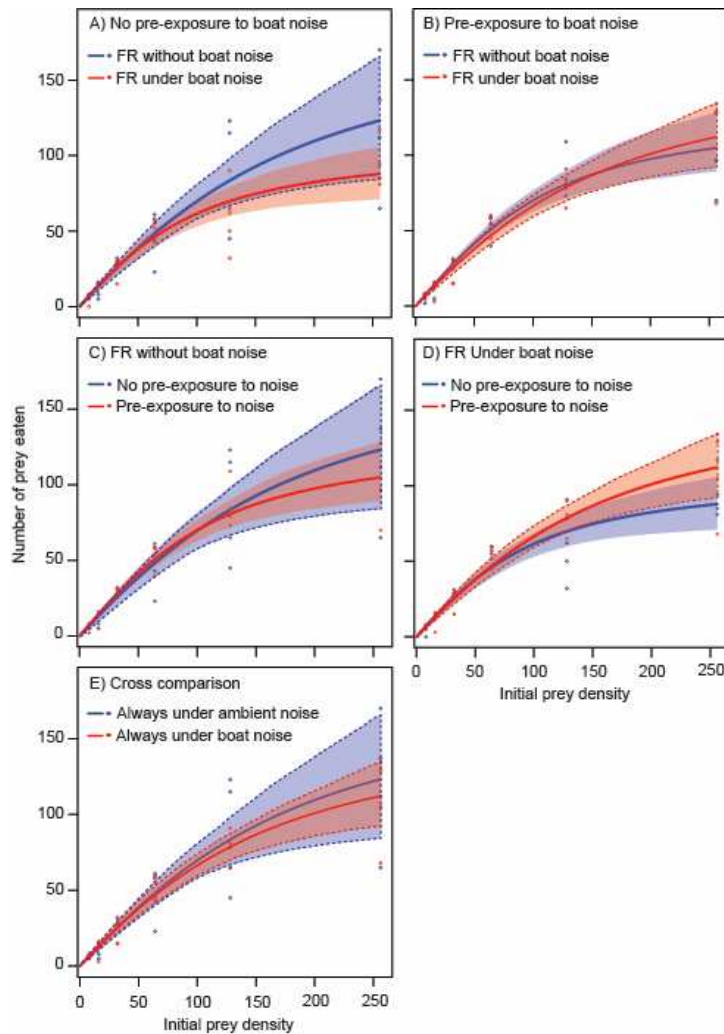 A) No pre-exposure to boat noise
FR without boat noise
FR under boat noise
150
100
50
0
B) Pre-exposure to boat noise
FR without boat noise
FR under boat noise
C) FR without boat noise
No pre-exposure to noise
Pre-exposure to noise
150
100
50
0
Number of prey eaten
D) FR Under boat noise
No pre-exposure to noise
Pre-exposure to noise
0 50 100 150 200 250
Initial prey density
E) Cross comparison
Always under ambient noise
Always under boat noise
150
100
50
0
0 50 100 150 200 250
Initial prey density